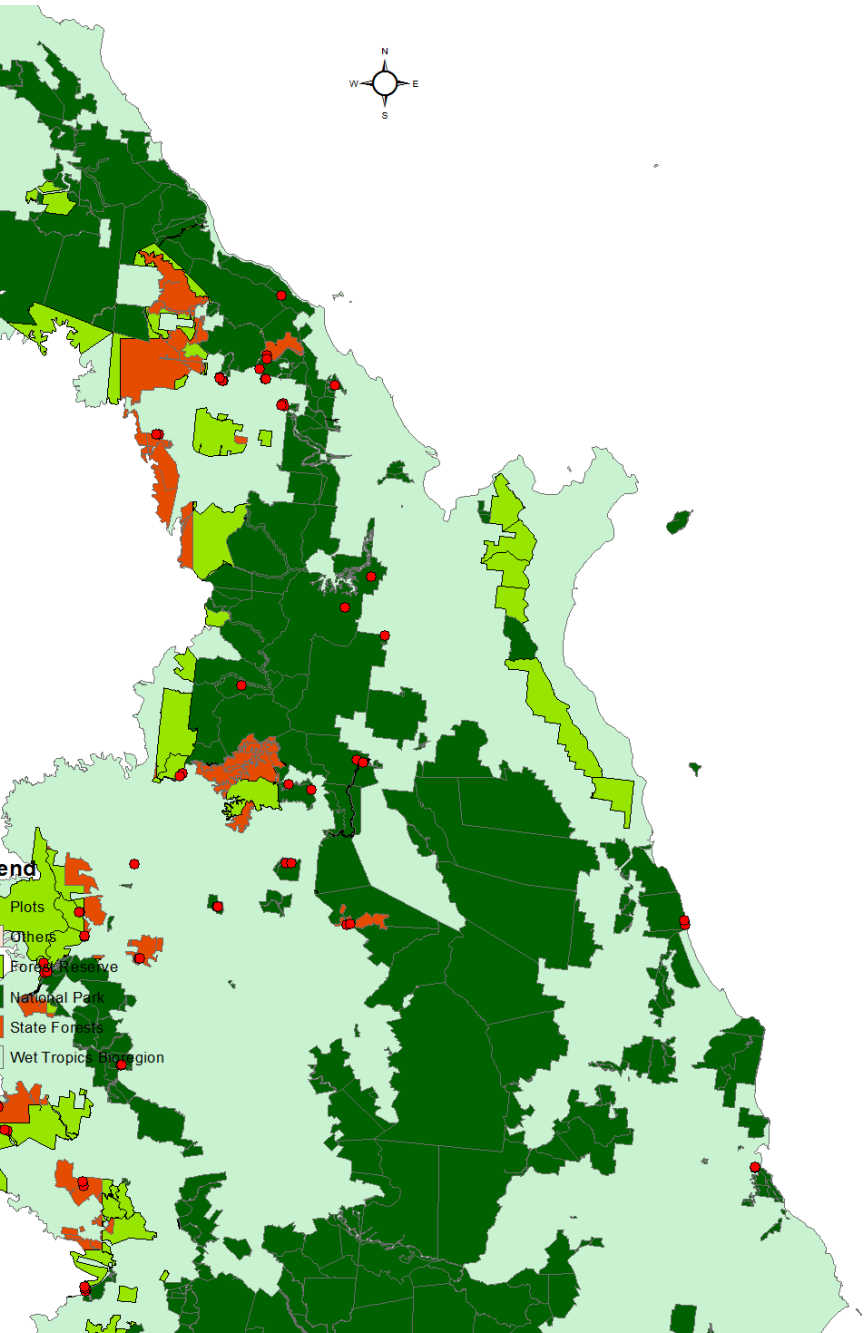 N
W E
S
end
Plots
Others
Forest Reserve
National Park
State Forests
Wet Tropics Bioregion